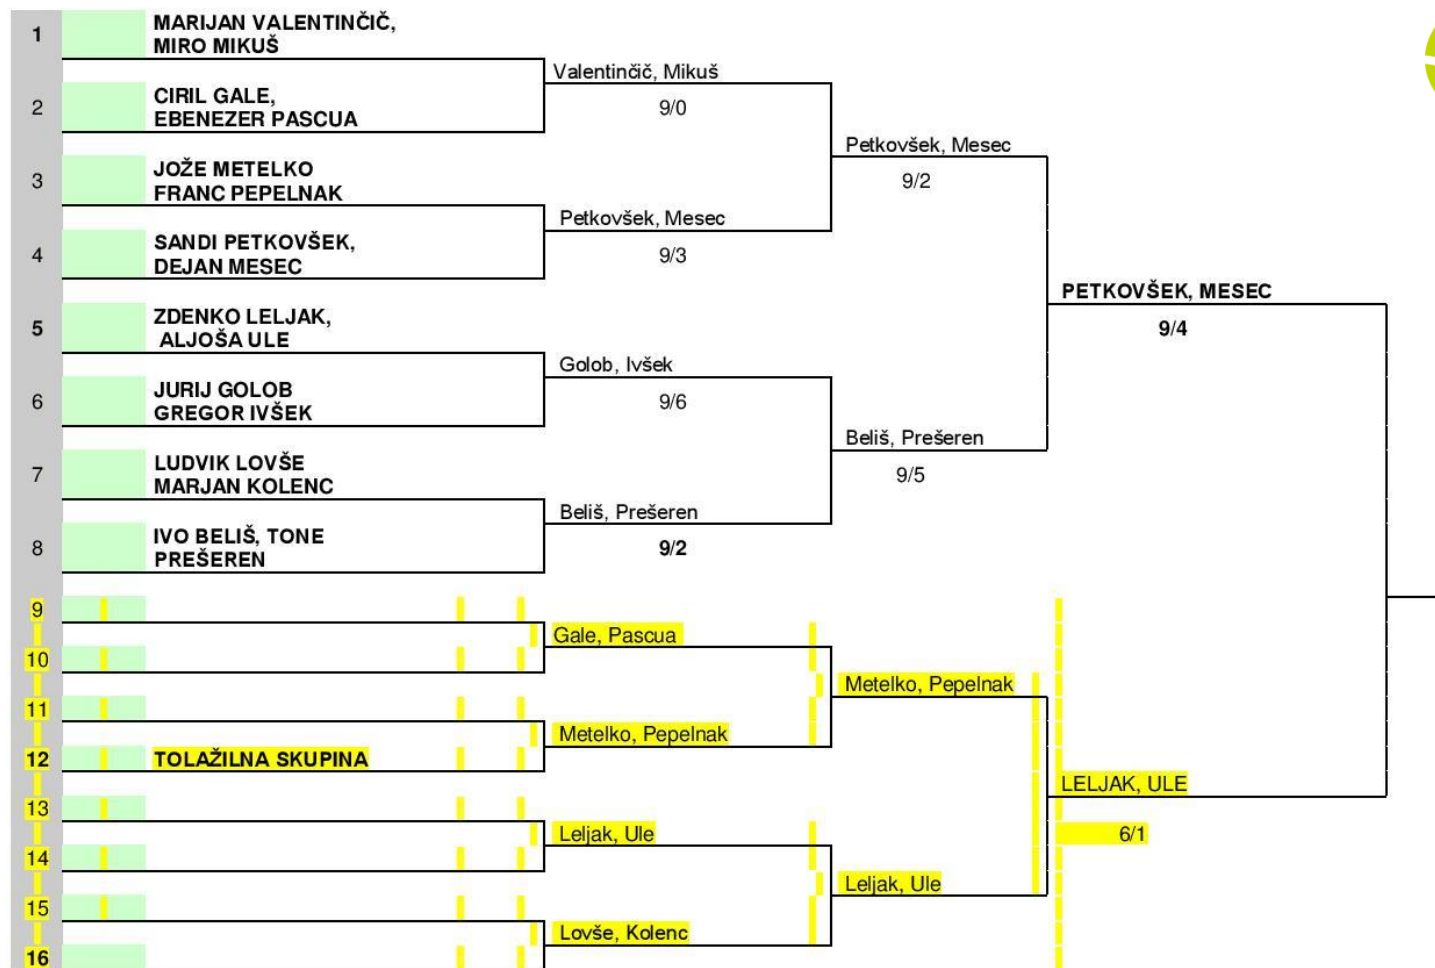 1
MARIJAN VALENTINČIČ,
MIRO MIKUŠ
Valentinčič, Mikuš
2
CIRIL GALE,
EBENEZER PASCUA
9/0
Petkovšek, Mesec
3
JOŽE METELKO
FRANC PEPELNAK
9/2
Petkovšek, Mesec
4
SANDI PETKOVŠEK,
DEJAN MESEC
9/3
PETKOVŠEK, MESEC
5
ZDENKO LELJAK,
ALJOŠA ULE
9/4
Golob, Ivšek
6
JURIJ GOLOB
GREGOR IVŠEK
9/6
Beliš, Prešeren
7
LUDVIK LOVŠE
MARJAN KOLENC
9/5
Beliš, Prešeren
8
IVO BELIŠ, TONE
PREŠEREN
9/2
9
Gale, Pascua
10
Metelko, Pepelnak
11
Metelko, Pepelnak
12
TOLAŽILNA SKUPINA
LELJAK, ULE
13
Leljak, Ule
6/1
14
Leljak, Ule
15
Lovše, Kolenc
16